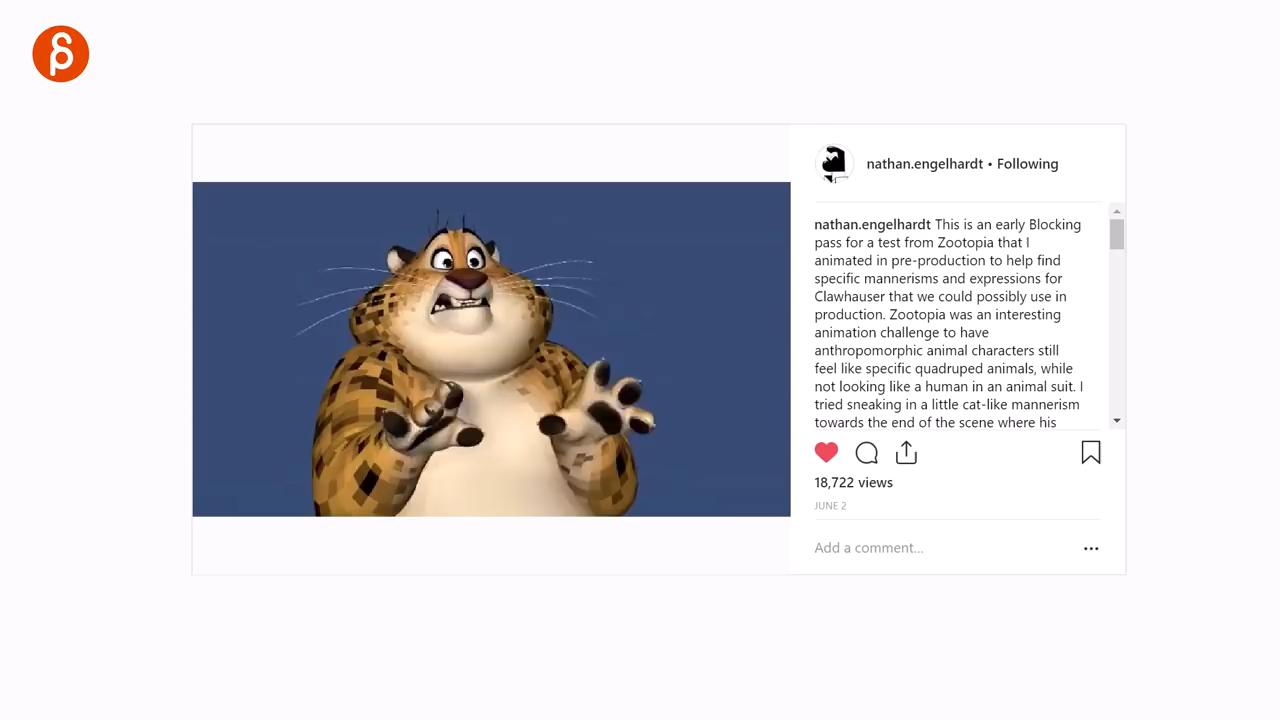 nathan.engelhardt • Following
nathan.engelhardt This is an early Blocking
pass for a test from Zootopia that I
animated in pre-production to help find
specific mannerisms and expressions for
Clawhauser that we could possibly use in
production. Zootopia was an interesting
animation challenge to have
anthropomorphic animal characters still
feel like specific quadruped animals, while
not looking like a human in an animal suit. I
tried sneaking in a little cat-like mannerism
towards the end of the scene where his
18,722 views
JUNE 2
Add a comment...